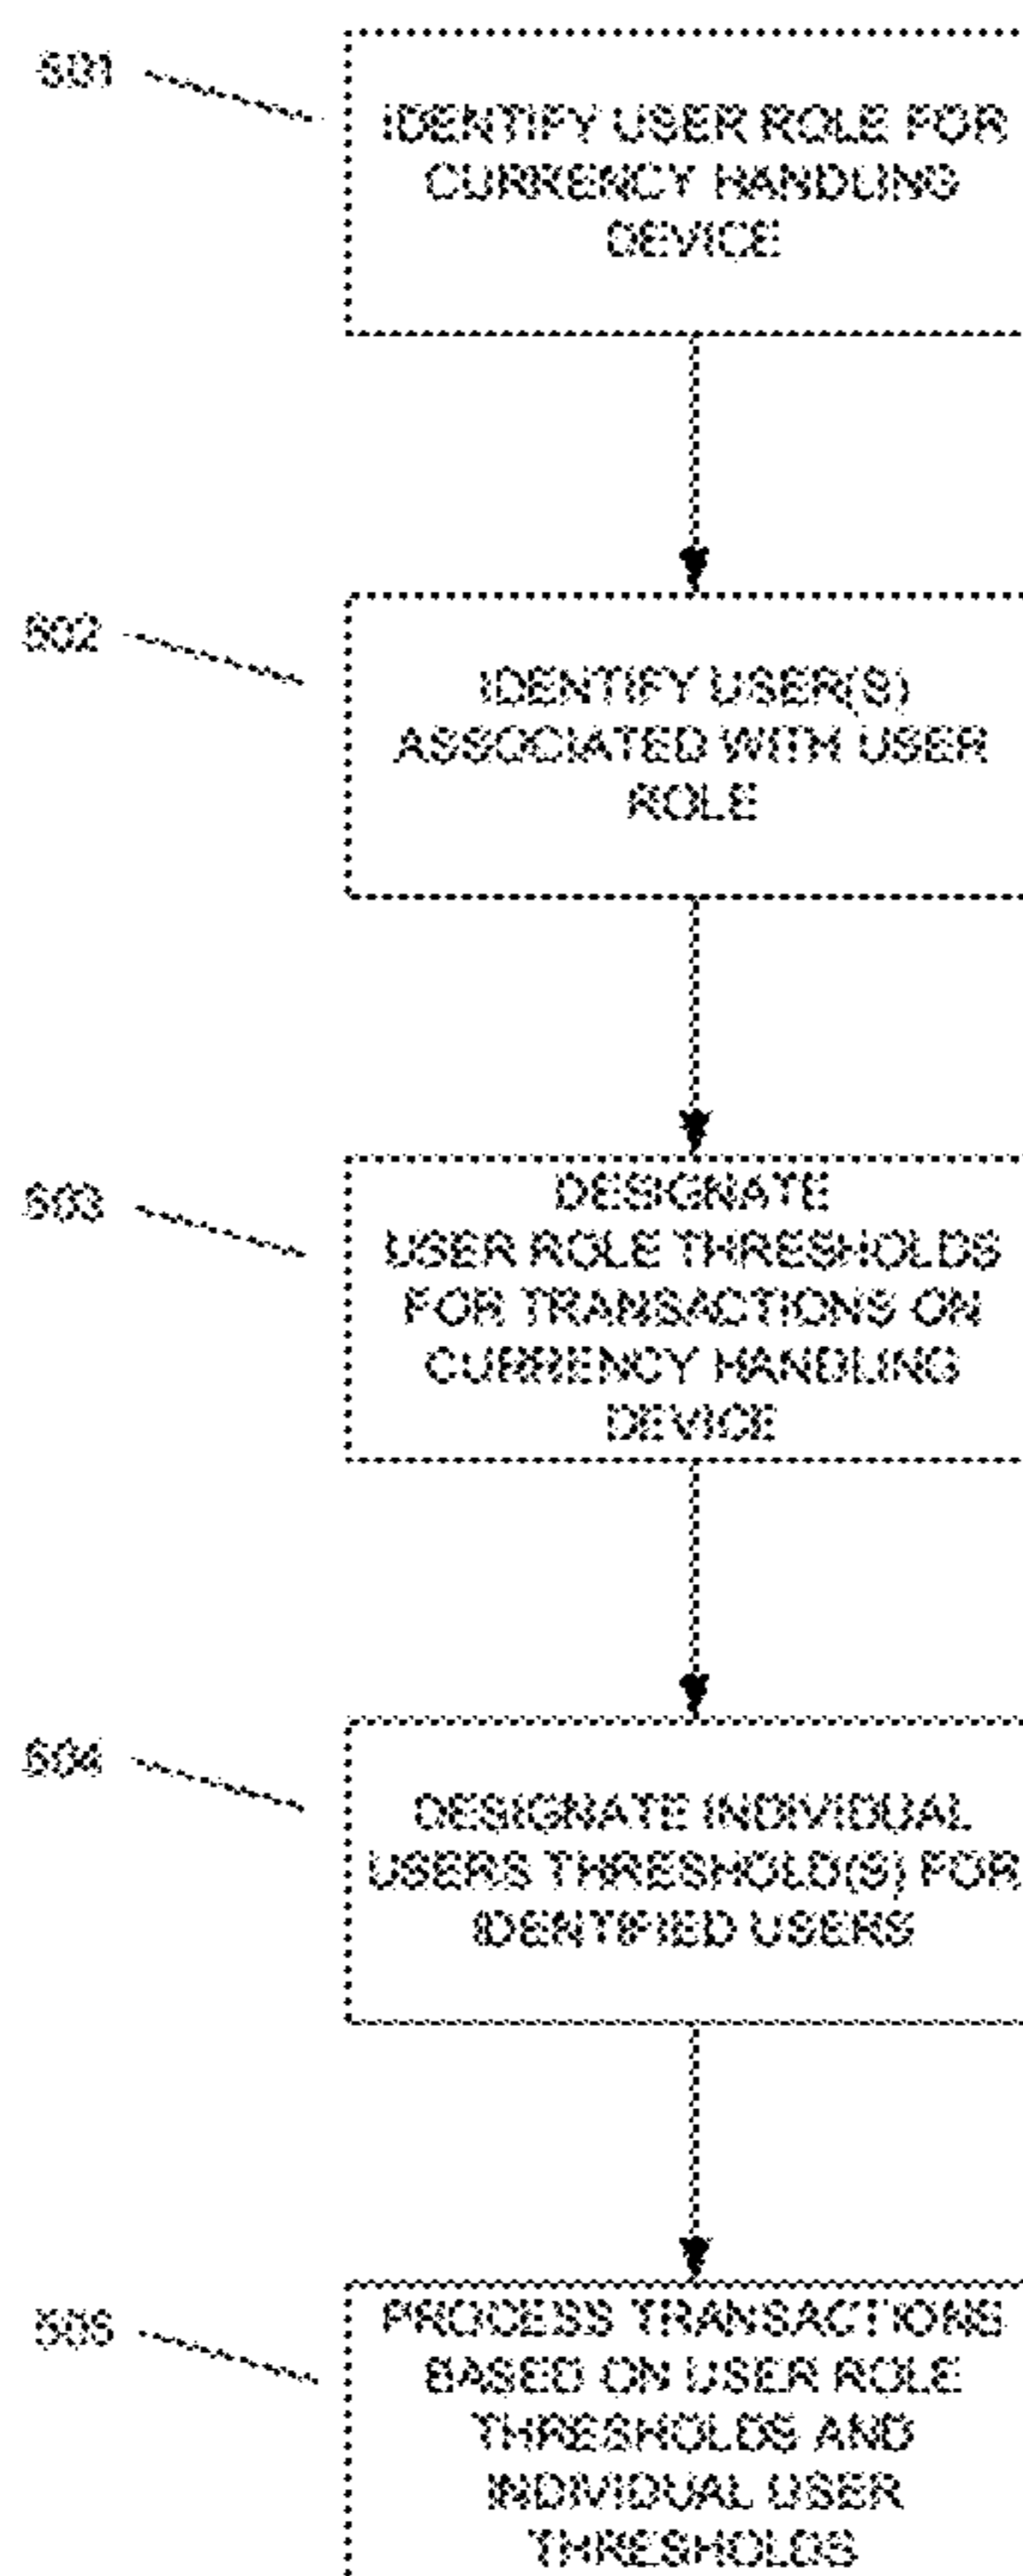 501
IDENTIFY USER ROLE FOR
CURRENCY HANDLING
DEVICE
502
IDENTIFY USER(S)
ASSOCIATED WITH USER
ROLE
503
DESIGNATE
USER ROLE THRESHOLDS
FOR TRANSACTIONS ON
CURRENCY HANDLING
DEVICE
504
DESIGNATE INDIVIDUAL
USERS THRESHOLD(S) FOR
IDENTIFIED USERS
505
PROCESS TRANSACTIONS
BASED ON USER ROLE
THRESHOLDS AND
INDIVIDUAL USER
THRESHOLDS